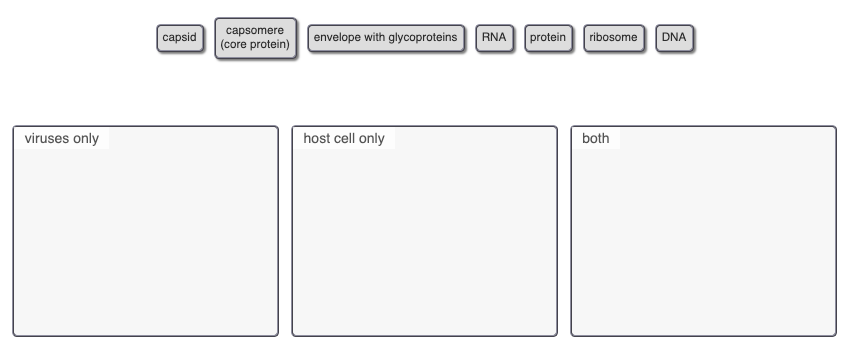 capsid
capsomere
(core protein)
envelope with glycoproteins
RNA
protein
ribosome
DNA
viruses only
host cell only
both